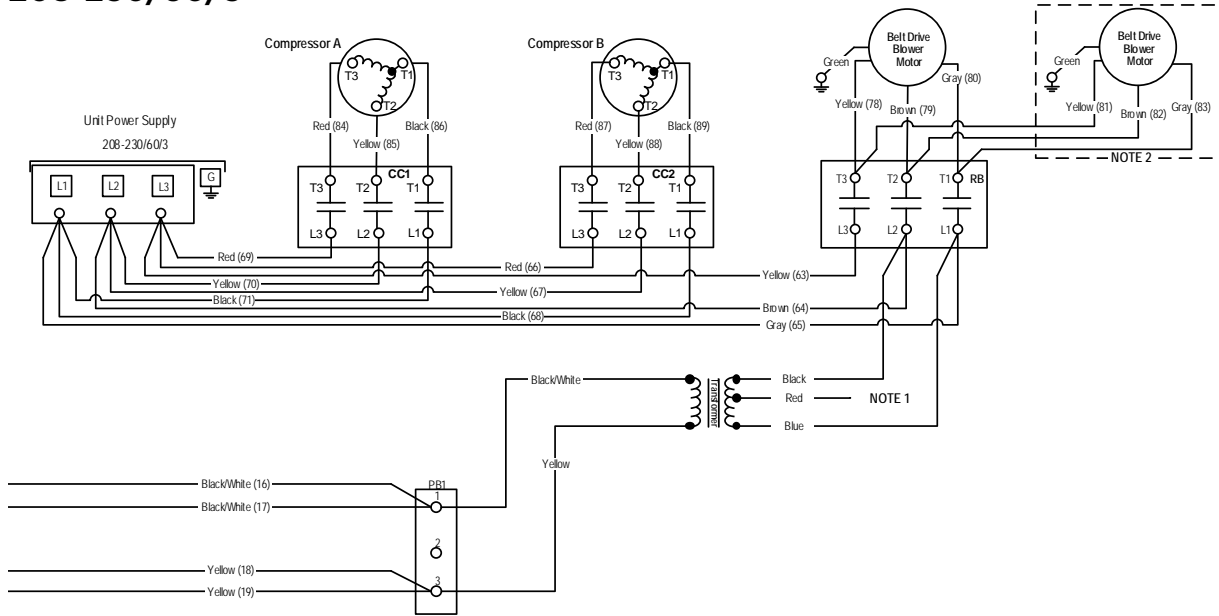 208-230/60/3
Compressor A
Compressor B
Belt Drive
Blower
Motor
Belt Drive
Blower
Motor
Green
Green
T3
T1
T2
T3
T1
T2
Gray (80)
Yellow (78)
Brown (79)
Yellow (81)
Brown (82)
Gray (83)
NOTE 2
Unit Power Supply
208-230/60/3
Red (84)
Black (86)
Yellow (85)
Red (87)
Black (89)
Yellow (88)
L1
L2
L3
G
CC1
T3
T2
T1
L3
L2
L1
CC2
T3
T2
T1
L3
L2
L1
T3
T2
T1
RB
L3
L2
L1
Red (69)
Red (66)
Yellow (63)
Yellow (70)
Yellow (67)
Black (71)
Brown (64)
Black (68)
Gray (65)
Black/White
Transformer
Black
Red
NOTE 1
Blue
Yellow
Black/White (16)
Black/White (17)
PB1
1
2
3
Yellow (18)
Yellow (19)